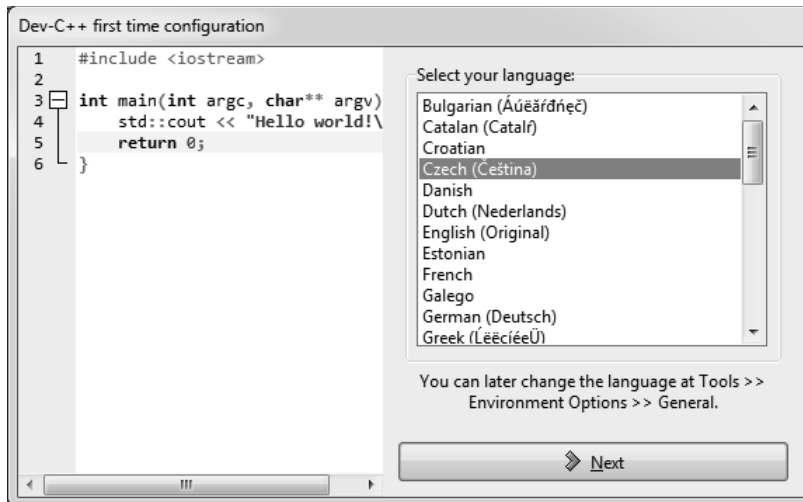 Dev-C++ first time configuration
1 #include <iostream>
2
3 int main(int argc, char** argv)
4 std::cout << "Hello world!\
5 return 0;
6 }
Select your language:
Bulgarian (Áúëăŕđńęč)
Catalan (Catalŕ)
Croatian
Czech (Čeština)
Danish
Dutch (Nederlands)
English (Original)
Estonian
French
Galego
German (Deutsch)
Greek (ĹëëçíéêÜ)
You can later change the language at Tools >>
Environment Options >> General.
Next